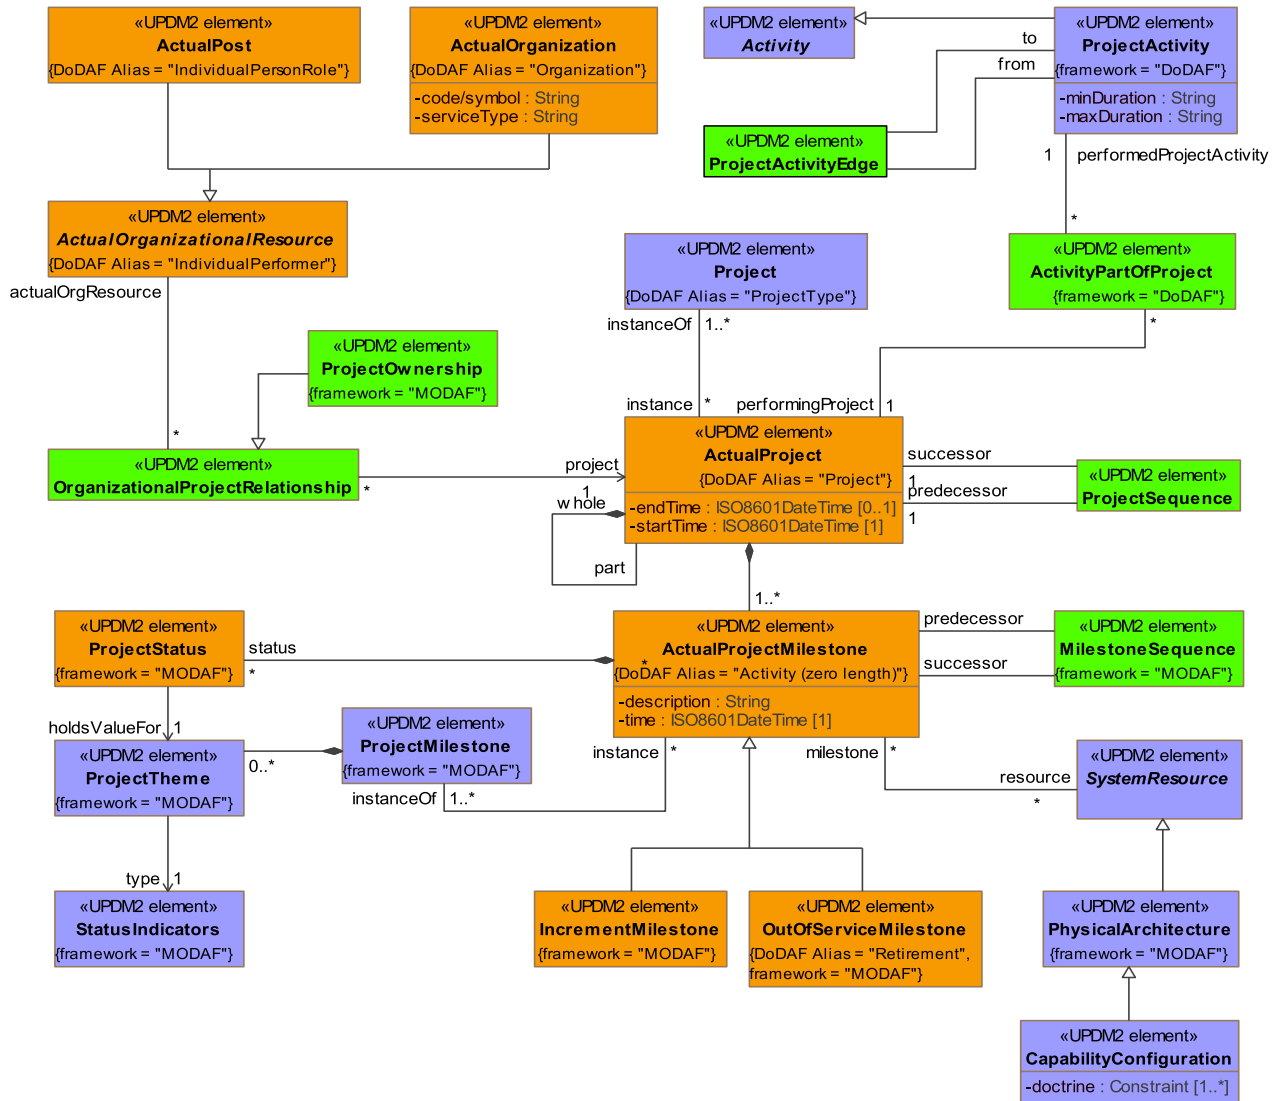 «UPDM2 element»
ActualPost
{DoDAF Alias = "IndividualPersonRole"}
«UPDM2 element»
ActualOrganization
{DoDAF Alias = "Organization"}
-code/symbol : String
-serviceType : String
«UPDM2 element»
Activity
to
from
«UPDM2 element»
ProjectActivity
{framework = "DoDAF"}
-minDuration : String
-maxDuration : String
«UPDM2 element»
ProjectActivityEdge
1
performedProjectActivity
*
«UPDM2 element»
ActualOrganizationalResource
{DoDAF Alias = "IndividualPerformer"}
actualOrgResource
*
«UPDM2 element»
Project
{DoDAF Alias = "ProjectType"}
instanceOf
1..*
instance
*
«UPDM2 element»
ActivityPartOfProject
{framework = "DoDAF"}
*
performingProject
1
«UPDM2 element»
ProjectOwnership
{framework = "MODAF"}
«UPDM2 element»
OrganizationalProjectRelationship
*
project
1
whole
part
«UPDM2 element»
ActualProject
{DoDAF Alias = "Project"}
-endTime : ISO8601DateTime [0..1]
-startTime : ISO8601DateTime [1]
successor
1
predecessor
1
«UPDM2 element»
ProjectSequence
1..*
«UPDM2 element»
ProjectStatus
{framework = "MODAF"}
status
*
*
«UPDM2 element»
ActualProjectMilestone
{DoDAF Alias = "Activity (zero length)"}
-description : String
-time : ISO8601DateTime [1]
predecessor
successor
«UPDM2 element»
MilestoneSequence
{framework = "MODAF"}
holdsValueFor
1
«UPDM2 element»
ProjectTheme
{framework = "MODAF"}
0..*
«UPDM2 element»
ProjectMilestone
{framework = "MODAF"}
instanceOf
1..*
instance
*
milestone
*
resource
*
«UPDM2 element»
SystemResource
type
1
«UPDM2 element»
StatusIndicators
{framework = "MODAF"}
«UPDM2 element»
IncrementMilestone
{framework = "MODAF"}
«UPDM2 element»
OutOfServiceMilestone
{DoDAF Alias = "Retirement",
framework = "MODAF"}
«UPDM2 element»
PhysicalArchitecture
{framework = "MODAF"}
«UPDM2 element»
CapabilityConfiguration
-doctrine : Constraint [1..*]